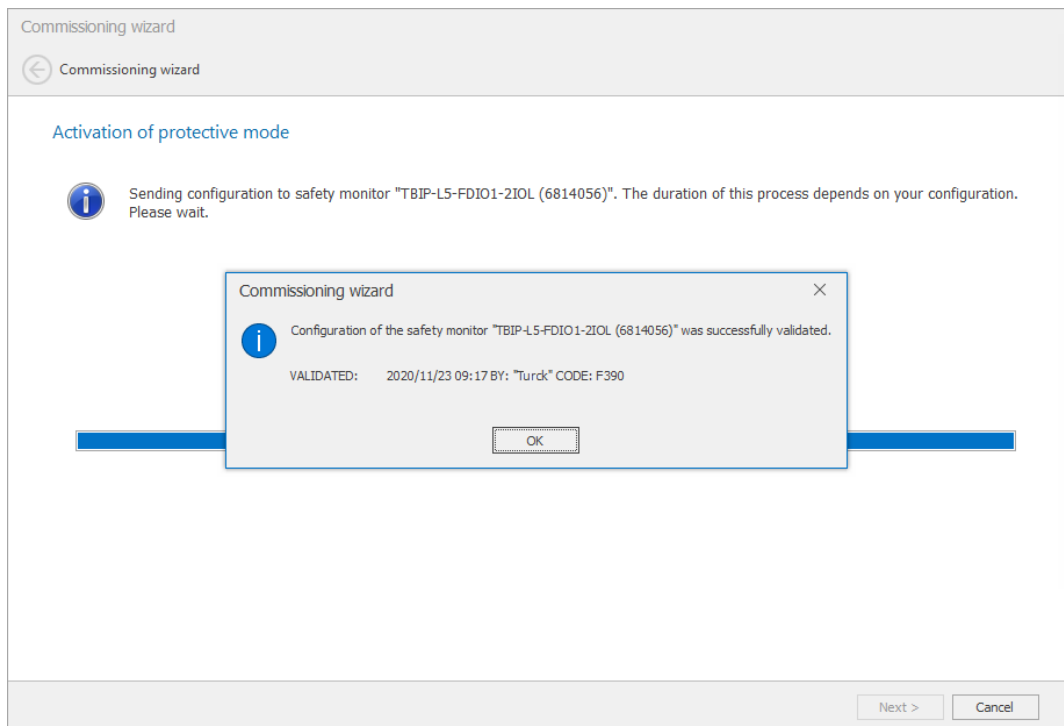 Commissioning wizard
Commissioning wizard
Activation of protective mode
Sending configuration to safety monitor "TBIP-L5-FDIO1-2IOL (6814056)". The duration of this process depends on your configuration.
Please wait.
Commissioning wizard
Configuration of the safety monitor "TBIP-L5-FDIO1-2IOL (6814056)" was successfully validated.
VALIDATED: 2020/11/23 09:17 BY: "Turck" CODE: F390
OK
Next >
Cancel